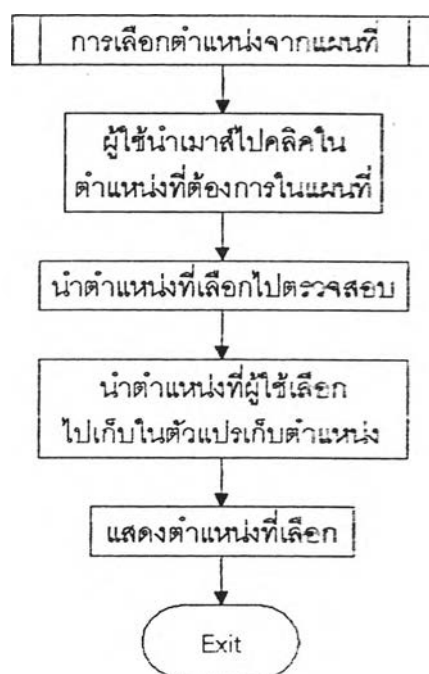 การเลือกตำแหน่งจากแผนที่
ผู้ใช้นำเมาส์ไปคลิคใน
ตำแหน่งที่ต้องการในแผนที่
นำตำแหน่งที่เลือกไปตรวจสอบ
นำตำแหน่งที่ผู้ใช้เลือก
ไปเก็บในตัวแปรเก็บตำแหน่ง
แสดงตำแหน่งที่เลือก
Exit